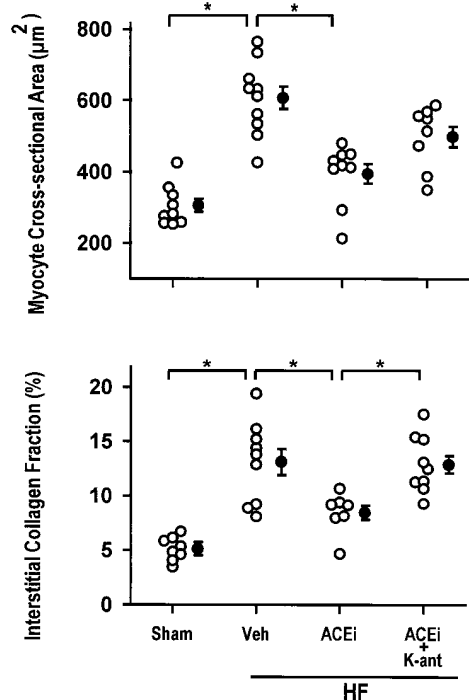 * *
Myocyte Cross-sectional Area (µm2)
800
600
400
200
* * *
Interstitial Collagen Fraction (%)
20
15
10
5
0
Sham Veh ACEi ACEi
+
K-ant
HF